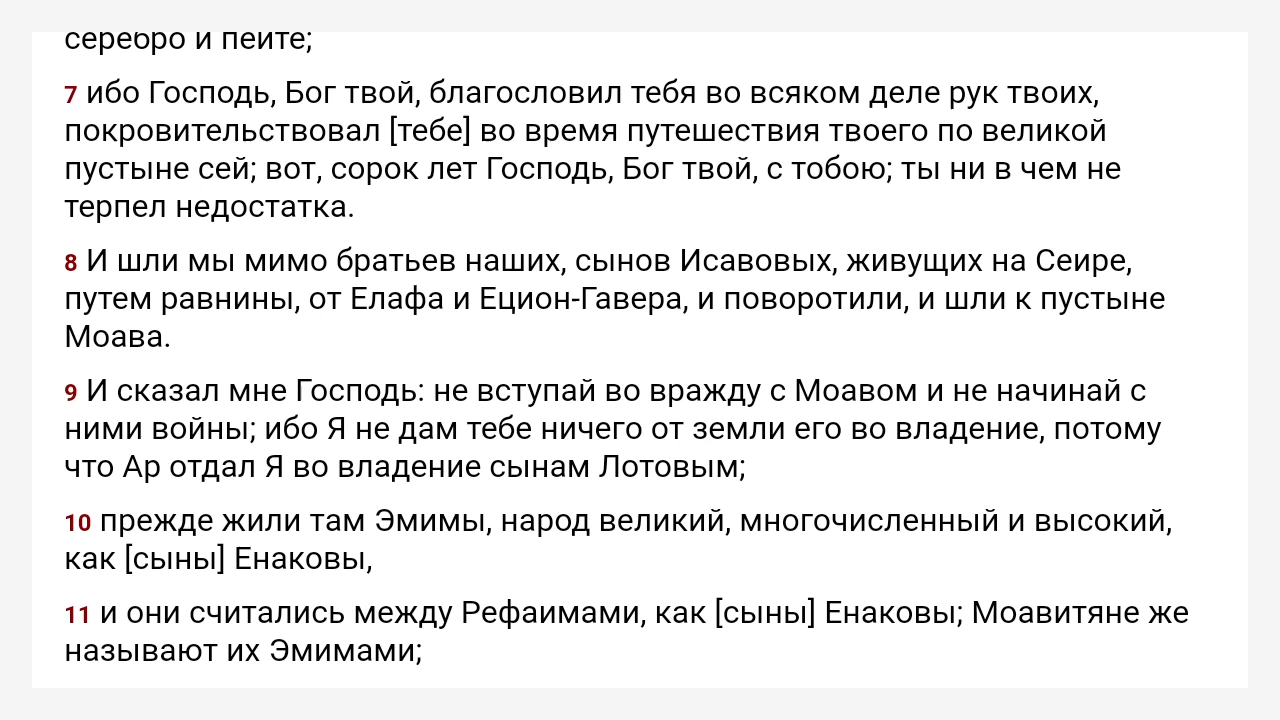 серебро и пейте;
7 ибо Господь, Бог твой, благословил тебя во всяком деле рук твоих,
покровительствовал [тебе] во время путешествия твоего по великой
пустыне сей; вот, сорок лет Господь, Бог твой, с тобою; ты ни в чем не
терпел недостатка.
8 И шли мы мимо братьев наших, сынов Исавовых, живущих на Сеире,
путем равнины, от Елафа и Ецион-Гавера, и поворотили, и шли к пустыне
Моава.
9 И сказал мне Господь: не вступай во вражду с Моавом и не начинай с
ними войны; ибо Я не дам тебе ничего от земли его во владение, потому
что Ар отдал Я во владение сынам Лотовым;
10 прежде жили там Эмимы, народ великий, многочисленный и высокий,
как [сыны] Енаковы,
11 и они считались между Рефаимами, как [сыны] Енаковы; Моавитяне же
называют их Эмимами;